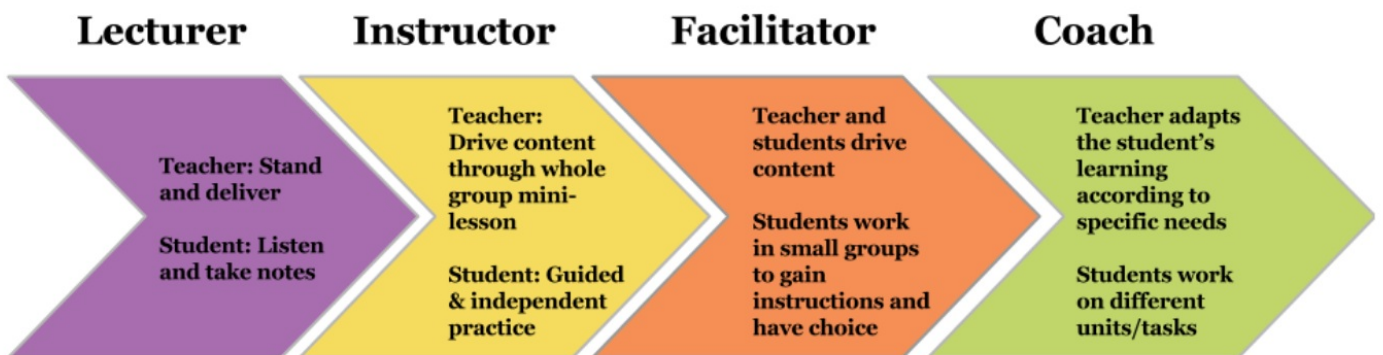 Lecturer
Instructor
Facilitator
Coach
Teacher: Stand
and deliver
Student: Listen
and take notes
Teacher:
Drive content
through whole
group mini-
lesson
Student: Guided
& independent
practice
Teacher and
students drive
content
Students work
in small groups
to gain
instructions and
have choice
Teacher adapts
the student’s
learning
according to
specific needs
Students work
on different
units/tasks